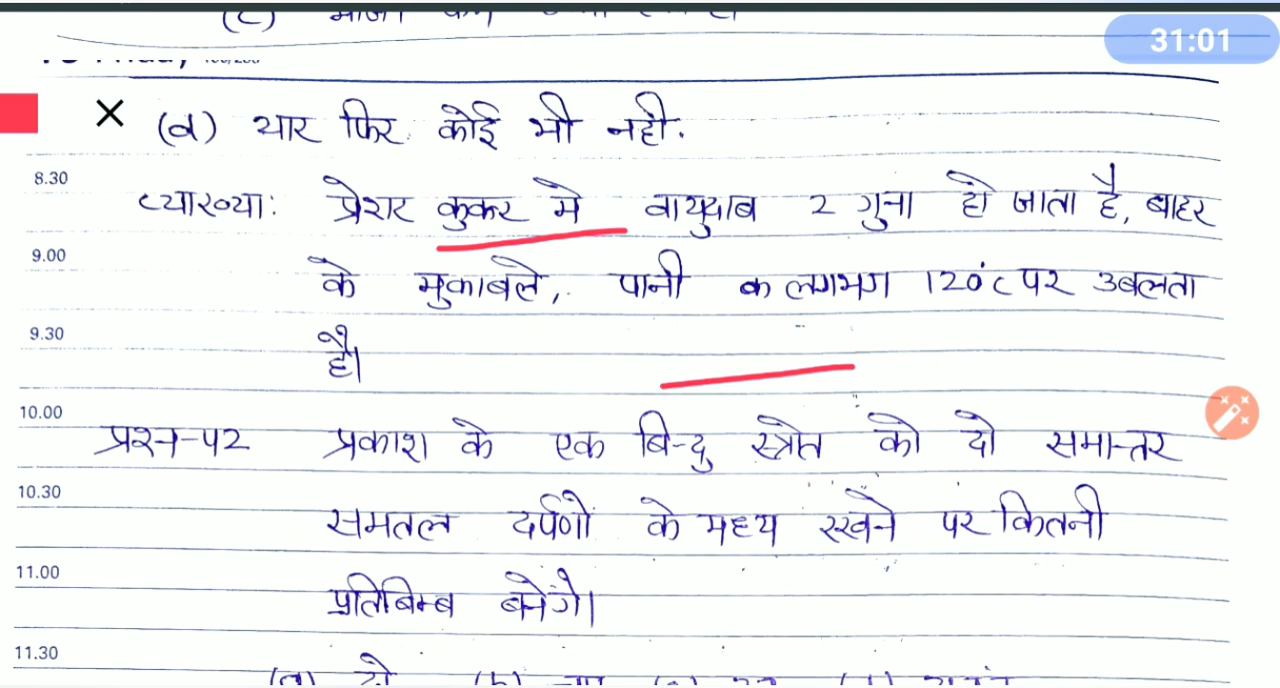 31:01
(d) यार फिर कोई भी नही.
8.30
व्याख्या: प्रेशर कुकर मे वायुदाब 2 गुना हो जाता है, बाहर
9.00
के मुकाबले, पानी क लगभग 120°c पर उबलता
9.30
है।
10.00
प्रश्न-42 प्रकाश के एक बिन्दु स्त्रोत को दो समान्तर
10.30
समतल दर्पणो के मध्य रखने पर कितनी
11.00
प्रतिबिम्ब बनेंगे।
11.30
(a) दो